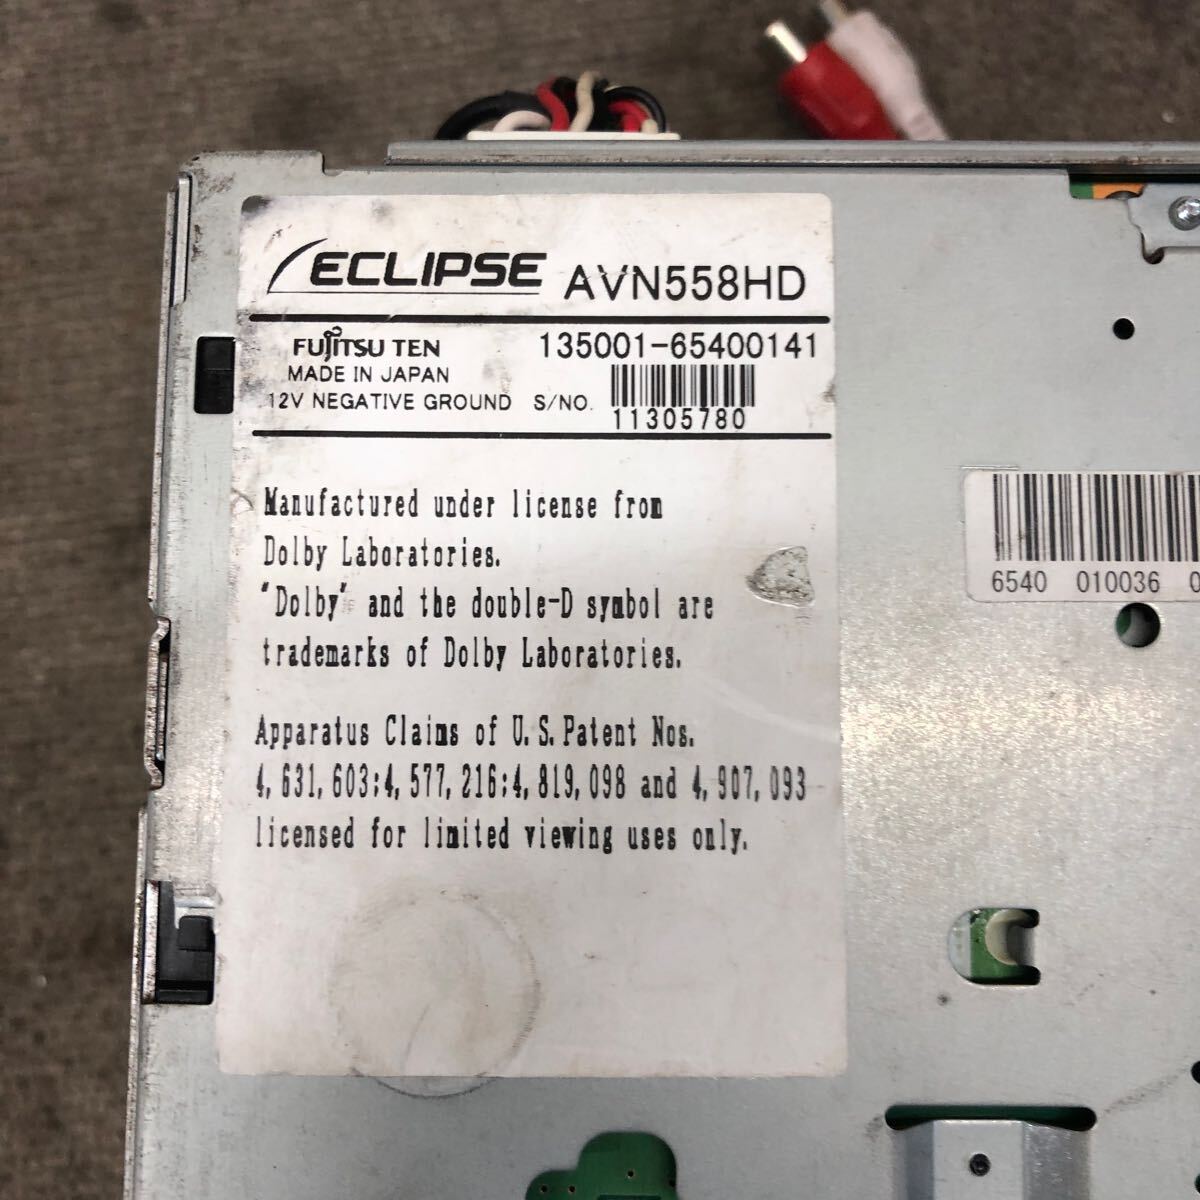 ECLIPSE AVN558HD
FUJITSU TEN 135001-65400141
MADE IN JAPAN
12V NEGATIVE GROUND S/NO.
11305780
Manufactured under license from
Dolby Laboratories.
"Dolby" and the double-D symbol are
trademarks of Dolby Laboratories.
Apparatus Claims of U.S.Patent Nos.
4,631,603;4,577,216;4,819,098 and 4,907,093
licensed for limited viewing uses only.
6540 010036 0